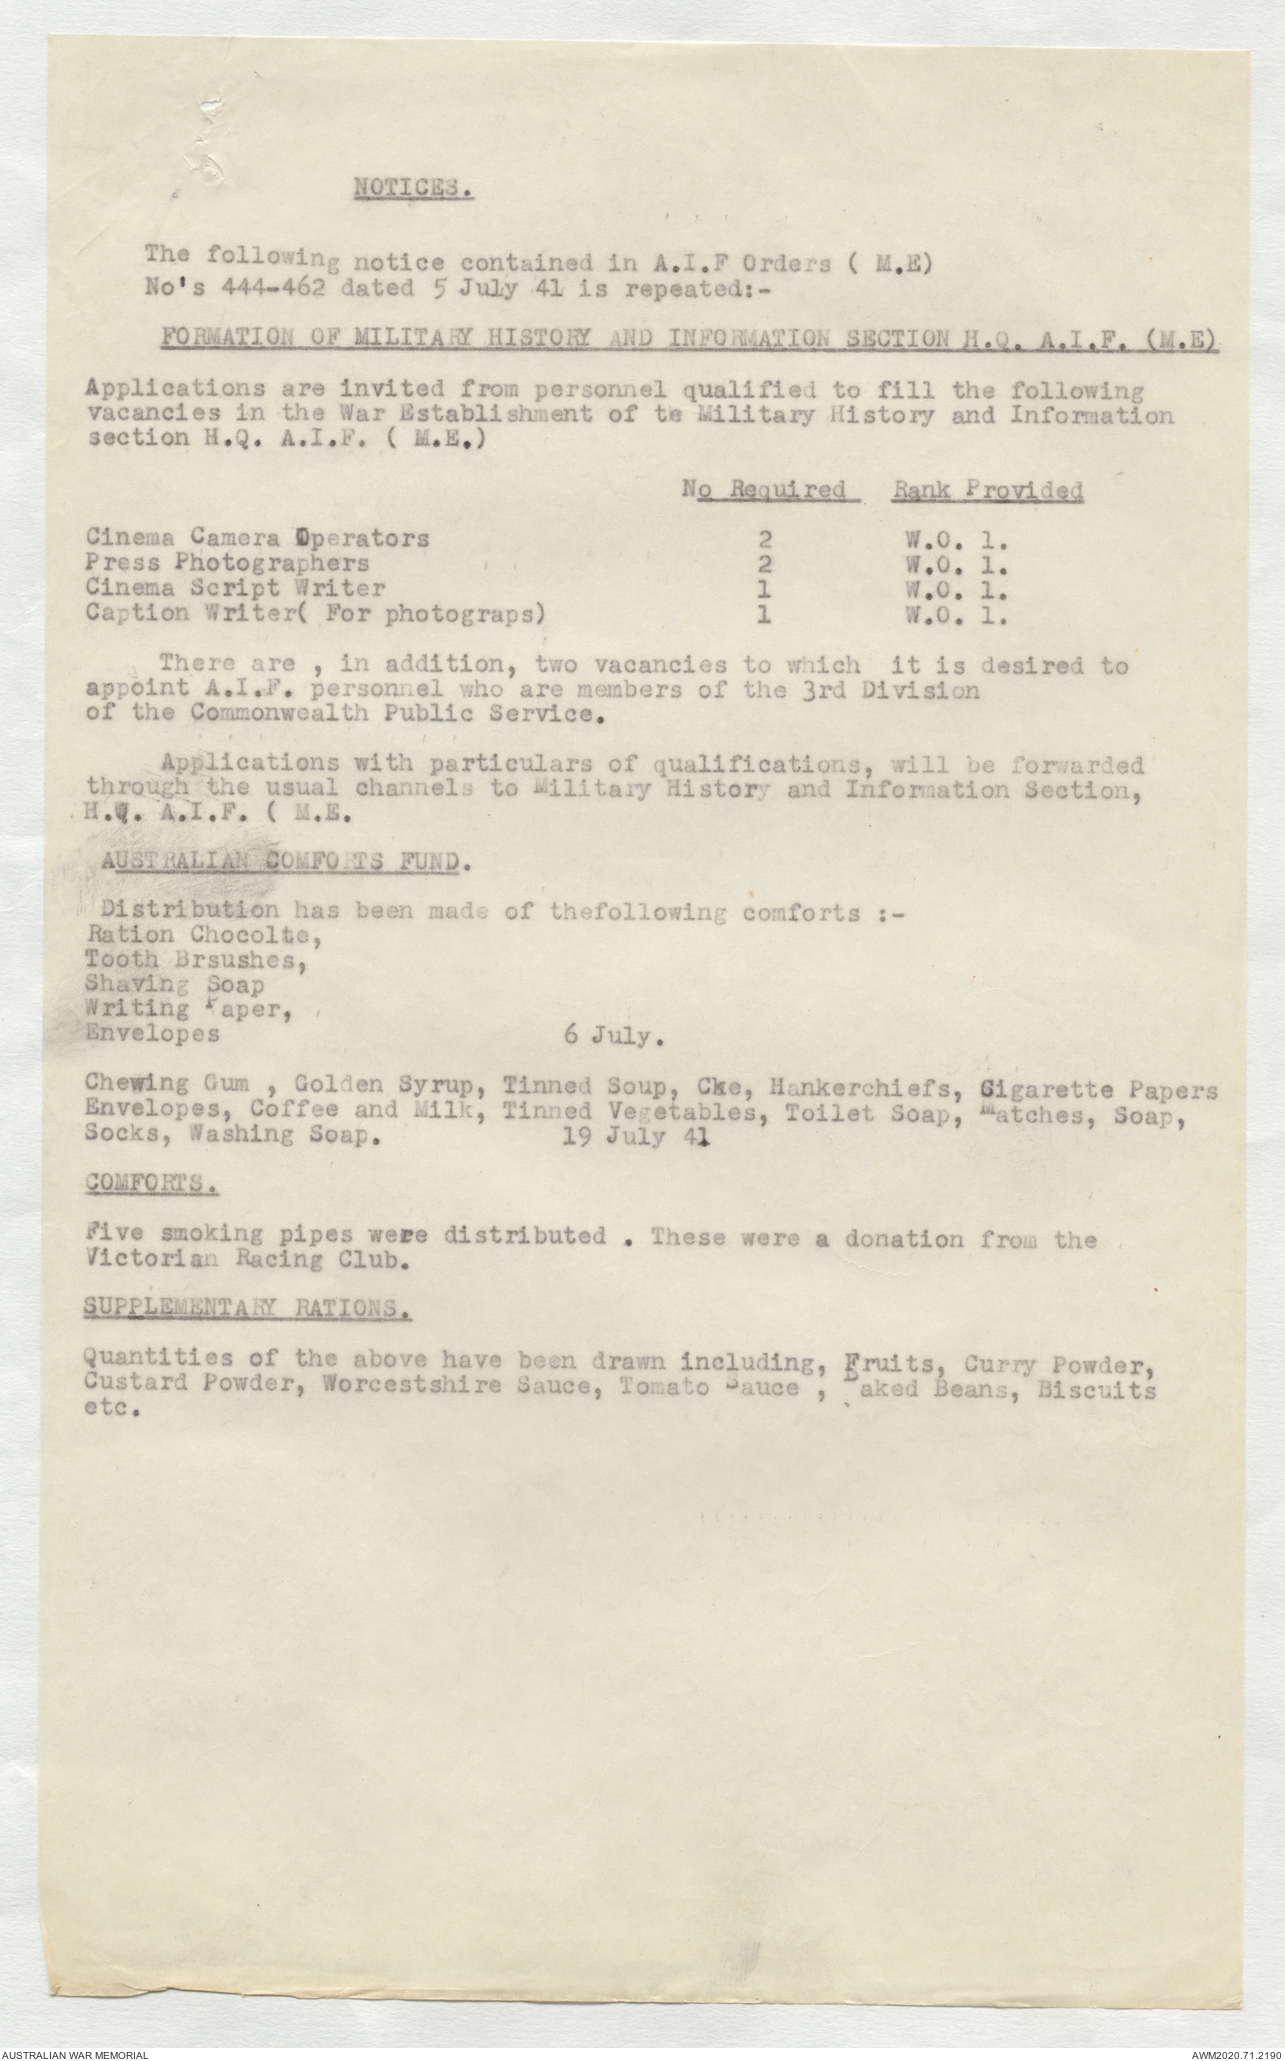 NOTICES.
The following notice contained in A.I.F Orders ( M.E)
No's 444-462 dated 5 July 41 is repeated:-
FORMATION OF MILITARY HISTORY AND INFORMATION SECTION H.Q. A.I.F. (M.E)
Applications are invited from personnel qualified to fill the following
vacancies in the War Establishment of te Military History and Information
section H.Q. A.I.F. ( M.E.)
No Required Rank Provided
Cinema Camera Operators 2 W.O. 1.
Press Photographers 2 W.O. 1.
Cinema Script Writer 1 W.O. 1.
Caption Writer( For photograps) 1 W.O. 1.
There are , in addition, two vacancies to which it is desired to
appoint A.I.F. personnel who are members of the 3rd Division
of the Commonwealth Public Service.
Applications with particulars of qualifications, will be forwarded
through the usual channels to Military History and Information Section,
H.Q. A.I.F. ( M.E.
AUSTRALIAN COMFORTS FUND.
Distribution has been made of thefollowing comforts :-
Ration Chocolte,
Tooth Brsushes,
Shaving Soap
Writing Paper,
Envelopes 6 July.
Chewing Gum , Golden Syrup, Tinned Soup, Cke, Hankerchiefs, Cigarette Papers
Envelopes, Coffee and Milk, Tinned Vegetables, Toilet Soap, Matches, Soap,
Socks, Washing Soap. 19 July 41
COMFORTS.
Five smoking pipes were distributed . These were a donation from the
Victorian Racing Club.
SUPPLEMENTARY RATIONS.
Quantities of the above have been drawn including, Fruits, Curry Powder,
Custard Powder, Worcestshire Sauce, Tomato Sauce , Baked Beans, Biscuits
etc.
AUSTRALIAN WAR MEMORIAL AWM2020.71.2190